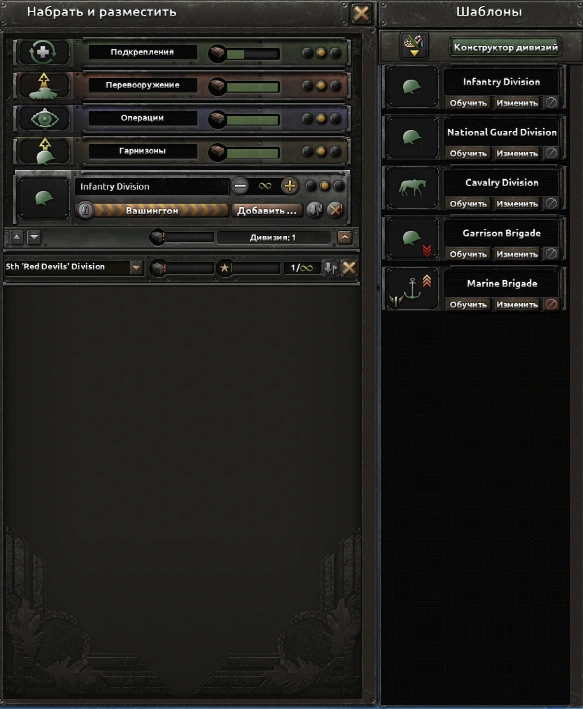 Набрать и разместить
Подкрепления
Перевооружение
Операции
Гарнизоны
Infantry Division
Вашингтон
Добавить...
Дивизия: 1
5th 'Red Devils' Division
1/∞
Шаблоны
Конструктор дивизий
Infantry Division
Обучить Изменить
National Guard Division
Обучить Изменить
Cavalry Division
Обучить Изменить
Garrison Brigade
Обучить Изменить
Marine Brigade
Обучить Изменить